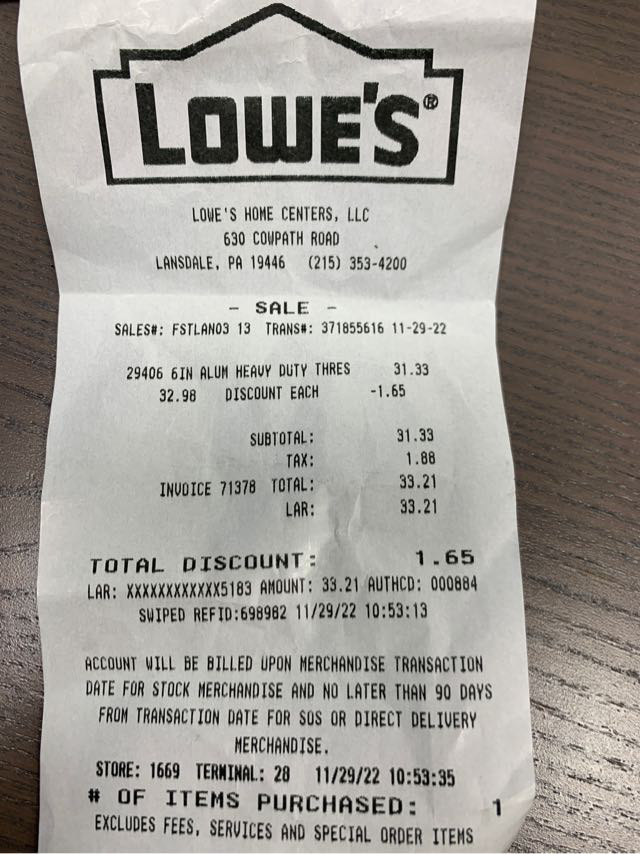 LOWE'S®
LOWE'S HOME CENTERS, LLC
630 COWPATH ROAD
LANSDALE, PA 19446 (215) 353-4200
- SALE -
SALES#: FSTLAN03 13 TRANS#: 371855616 11-29-22
29406 6IN ALUM HEAVY DUTY THRES 31.33
32.98 DISCOUNT EACH -1.65
SUBTOTAL: 31.33
TAX: 1.88
INVOICE 71378 TOTAL: 33.21
LAR: 33.21
TOTAL DISCOUNT: 1.65
LAR: XXXXXXXXXXXX5183 AMOUNT: 33.21 AUTHCD: 000884
SWIPED REFID:698982 11/29/22 10:53:13
ACCOUNT WILL BE BILLED UPON MERCHANDISE TRANSACTION
DATE FOR STOCK MERCHANDISE AND NO LATER THAN 90 DAYS
FROM TRANSACTION DATE FOR SOS OR DIRECT DELIVERY
MERCHANDISE.
STORE: 1669 TERMINAL: 28 11/29/22 10:53:35
# OF ITEMS PURCHASED: 1
EXCLUDES FEES, SERVICES AND SPECIAL ORDER ITEMS